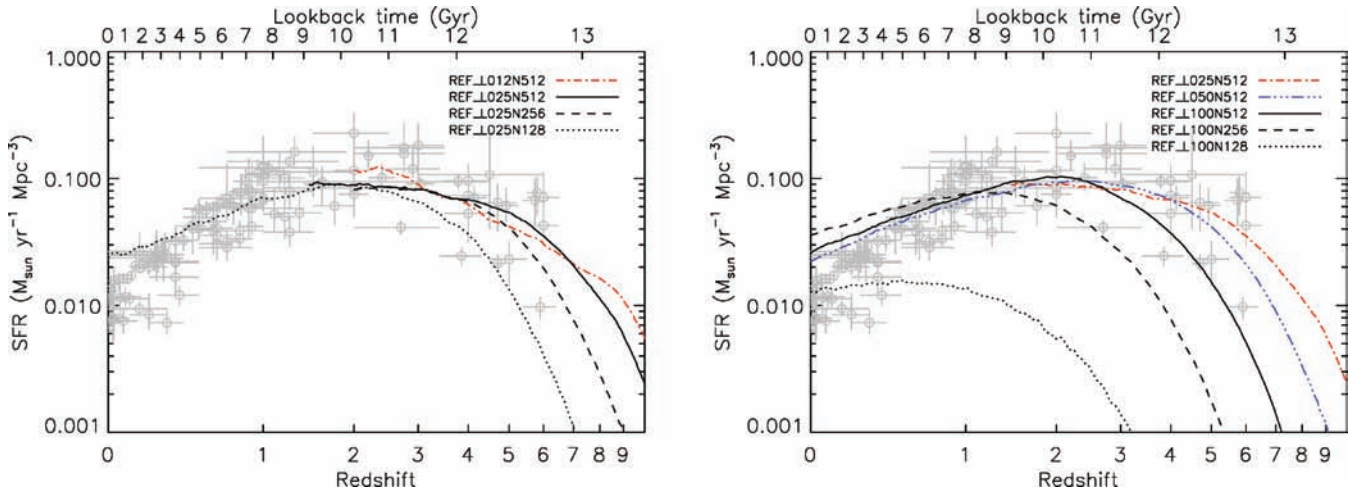 Lookback time (Gyr)
0 1 2 3 4 5 6 7 8 9 10 11 12 13
1.000
0.100
0.010
0.001
SFR (M_sun yr^-1 Mpc^-3)
REF_L012N512
REF_L025N512
REF_L025N256
REF_L025N128
0 1 2 3 4 5 6 7 8 9
Redshift
Lookback time (Gyr)
0 1 2 3 4 5 6 7 8 9 10 11 12 13
1.000
0.100
0.010
0.001
SFR (M_sun yr^-1 Mpc^-3)
REF_L025N512
REF_L050N512
REF_L100N512
REF_L100N256
REF_L100N128
0 1 2 3 4 5 6 7 8 9
Redshift